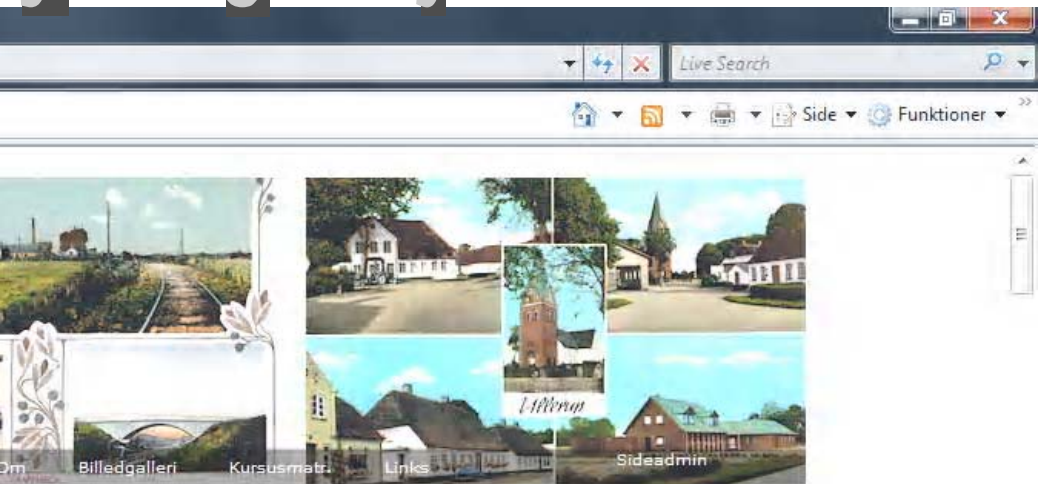 Live Search
Side Funktioner
Ullerup
Om Billedgalleri Kursusmatr. Links Sideadmin